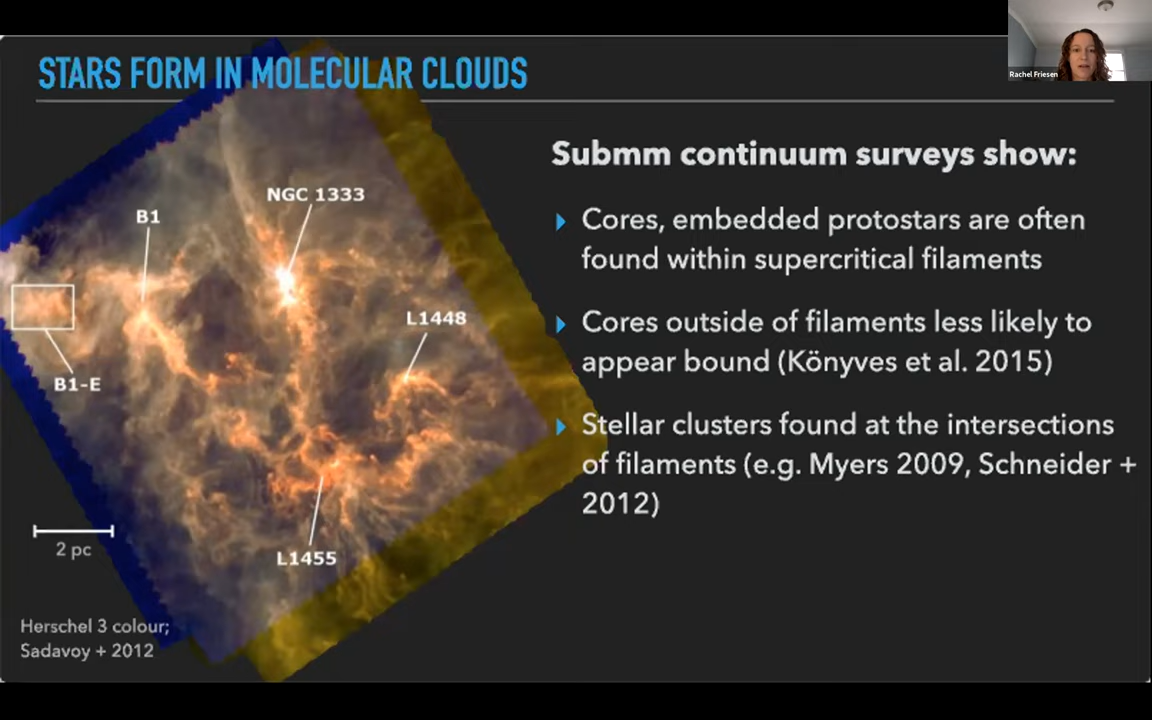 STARS FORM IN MOLECULAR CLOUDS
Rachel Friesen
Submm continuum surveys show:
Cores, embedded protostars are often
found within supercritical filaments
Cores outside of filaments less likely to
appear bound (Könyves et al. 2015)
Stellar clusters found at the intersections
of filaments (e.g. Myers 2009, Schneider +
2012)
NGC 1333
B1
L1448
B1-E
L1455
2 pc
Herschel 3 colour;
Sadavoy + 2012